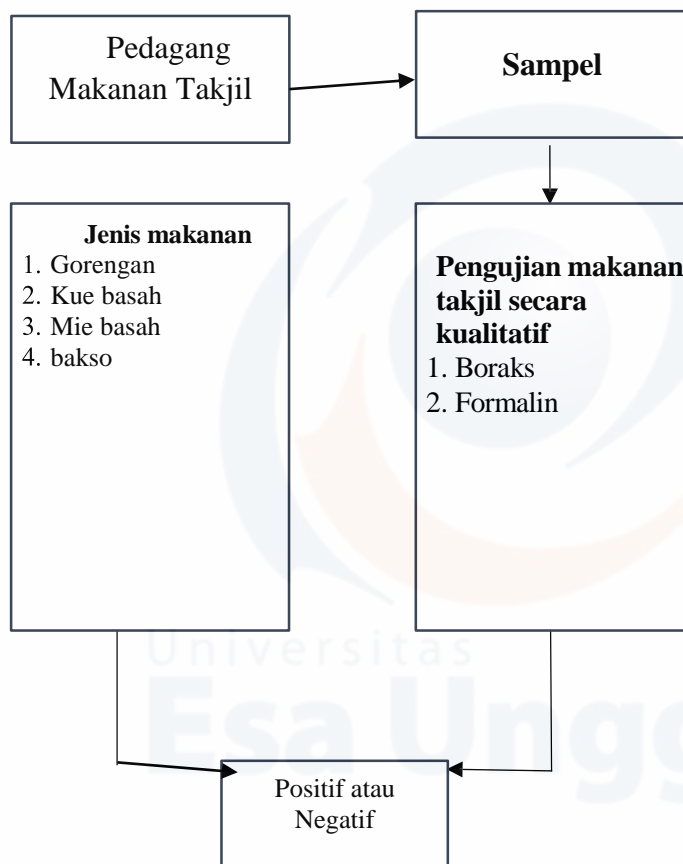 Pedagang
Makanan Takjil
Sampel
Jenis makanan
1. Gorengan
2. Kue basah
3. Mie basah
4. bakso
Pengujian makanan
takjil secara
kualitatif
1. Boraks
2. Formalin
Universitas
Esa Ungg
Positif atau
Negatif